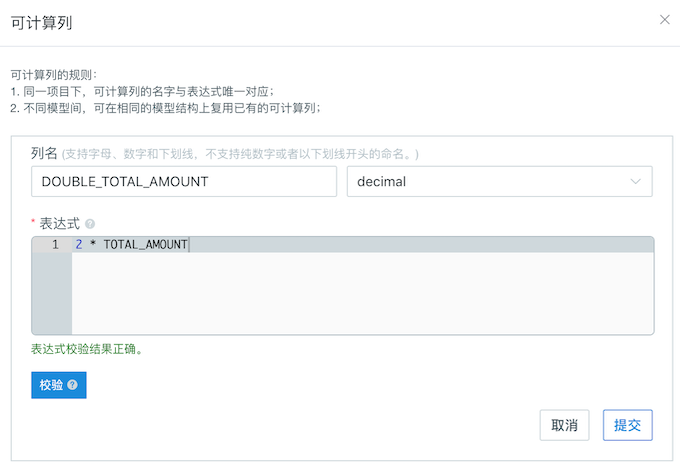 可计算列
可计算列的规则：
1. 同一项目下，可计算列的名字与表达式唯一对应；
2. 不同模型间，可在相同的模型结构上复用已有的可计算列；
列名 (支持字母、数字和下划线，不支持纯数字或者以下划线开头的命名。)
DOUBLE_TOTAL_AMOUNT decimal
* 表达式 ?
1 2 * TOTAL_AMOUNT
表达式校验结果正确。
校验 ?
取消 提交